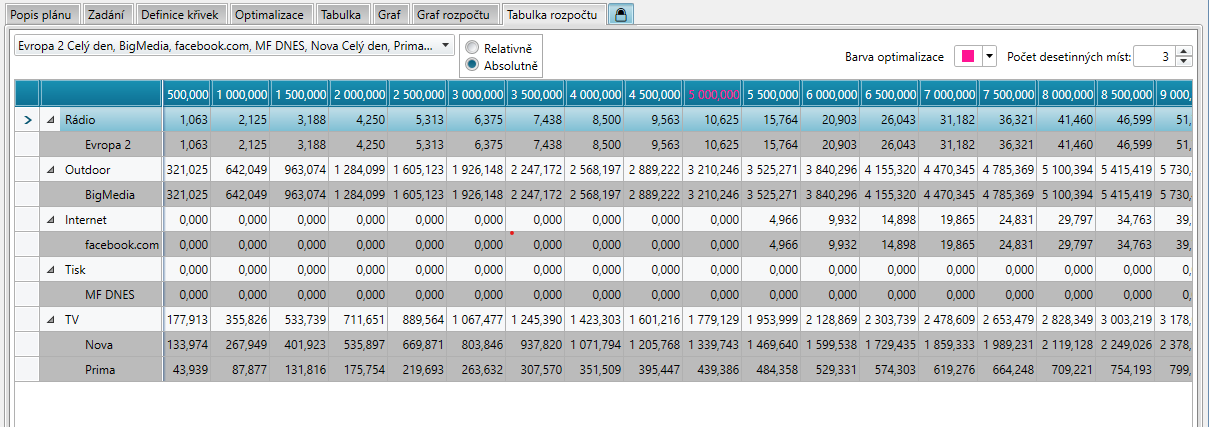 Popis plánu Zadání Definice křivek Optimalizace Tabulka Graf Graf rozpočtu Tabulka rozpočtu
Evropa 2 Celý den, BigMedia, facebook.com, MF DNES, Nova Celý den, Prima...
Relativně
Absolutně
Barva optimalizace Počet desetinných míst: 3
500,000 1 000,000 1 500,000 2 000,000 2 500,000 3 000,000 3 500,000 4 000,000 4 500,000 5 000,000 5 500,000 6 000,000 6 500,000 7 000,000 7 500,000 8 000,000 8 500,000 9 000,
Rádio 1,063 2,125 3,188 4,250 5,313 6,375 7,438 8,500 9,563 10,625 15,764 20,903 26,043 31,182 36,321 41,460 46,599 51,
Evropa 2 1,063 2,125 3,188 4,250 5,313 6,375 7,438 8,500 9,563 10,625 15,764 20,903 26,043 31,182 36,321 41,460 46,599 51,
Outdoor 321,025 642,049 963,074 1 284,099 1 605,123 1 926,148 2 247,172 2 568,197 2 889,222 3 210,246 3 525,271 3 840,296 4 155,320 4 470,345 4 785,369 5 100,394 5 415,419 5 730,
BigMedia 321,025 642,049 963,074 1 284,099 1 605,123 1 926,148 2 247,172 2 568,197 2 889,222 3 210,246 3 525,271 3 840,296 4 155,320 4 470,345 4 785,369 5 100,394 5 415,419 5 730,
Internet 0,000 0,000 0,000 0,000 0,000 0,000 0,000 0,000 0,000 0,000 4,966 9,932 14,898 19,865 24,831 29,797 34,763 39,
facebook.com 0,000 0,000 0,000 0,000 0,000 0,000 0,000 0,000 0,000 0,000 4,966 9,932 14,898 19,865 24,831 29,797 34,763 39,
Tisk 0,000 0,000 0,000 0,000 0,000 0,000 0,000 0,000 0,000 0,000 0,000 0,000 0,000 0,000 0,000 0,000 0,000 0,
MF DNES 0,000 0,000 0,000 0,000 0,000 0,000 0,000 0,000 0,000 0,000 0,000 0,000 0,000 0,000 0,000 0,000 0,000 0,
TV 177,913 355,826 533,739 711,651 889,564 1 067,477 1 245,390 1 423,303 1 601,216 1 779,129 1 953,999 2 128,869 2 303,739 2 478,609 2 653,479 2 828,349 3 003,219 3 178,
Nova 133,974 267,949 401,923 535,897 669,871 803,846 937,820 1 071,794 1 205,768 1 339,743 1 469,640 1 599,538 1 729,435 1 859,333 1 989,231 2 119,128 2 249,026 2 378,
Prima 43,939 87,877 131,816 175,754 219,693 263,632 307,570 351,509 395,447 439,386 484,358 529,331 574,303 619,276 664,248 709,221 754,193 799,